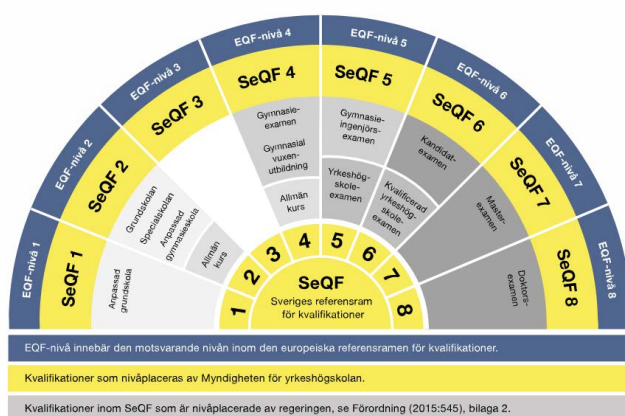 EQF-nivå 1
EQF-nivå 2
EQF-nivå 3
EQF-nivå 4
EQF-nivå 5
EQF-nivå 6
EQF-nivå 7
EQF-nivå 8
SeQF 1
SeQF 2
SeQF 3
SeQF 4
SeQF 5
SeQF 6
SeQF 7
SeQF 8
Anpassad
grundskola
Grundskolan
Specialskolan
Anpassad
gymnasieskola
Allmän
kurs
Gymnasie-
examen
Gymnasial
vuxen-
utbildning
Allmän
kurs
Gymnasie-
ingenjörs-
examen
Yrkeshög-
skole-
examen
Kandidat-
examen
Kvalificerad
yrkeshög-
skole-
examen
Master-
examen
Doktors-
examen
1
2
3
4
5
6
7
8
SeQF
Sveriges referensram
för kvalifikationer
EQF-nivå innebär den motsvarande nivån inom den europeiska referensramen för kvalifikationer.
Kvalifikationer som nivåplaceras av Myndigheten för yrkeshögskolan.
Kvalifikationer inom SeQF som är nivåplacerade av regeringen, se Förordning (2015:545), bilaga 2.